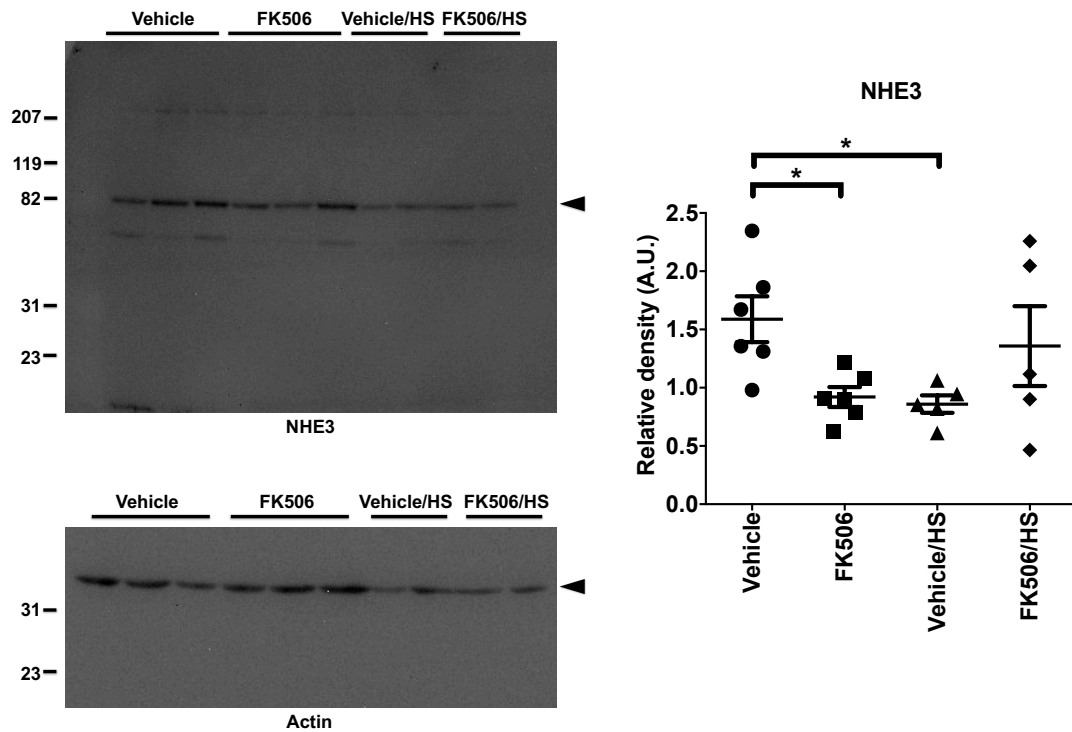 Vehicle FK506 Vehicle/HS FK506/HS
207
119
82
31
23
NHE3
Vehicle FK506 Vehicle/HS FK506/HS
31
23
Actin
NHE3
*
*
Relative density (A.U.)
2.5
2.0
1.5
1.0
0.5
0.0
Vehicle
FK506
Vehicle/HS
FK506/HS